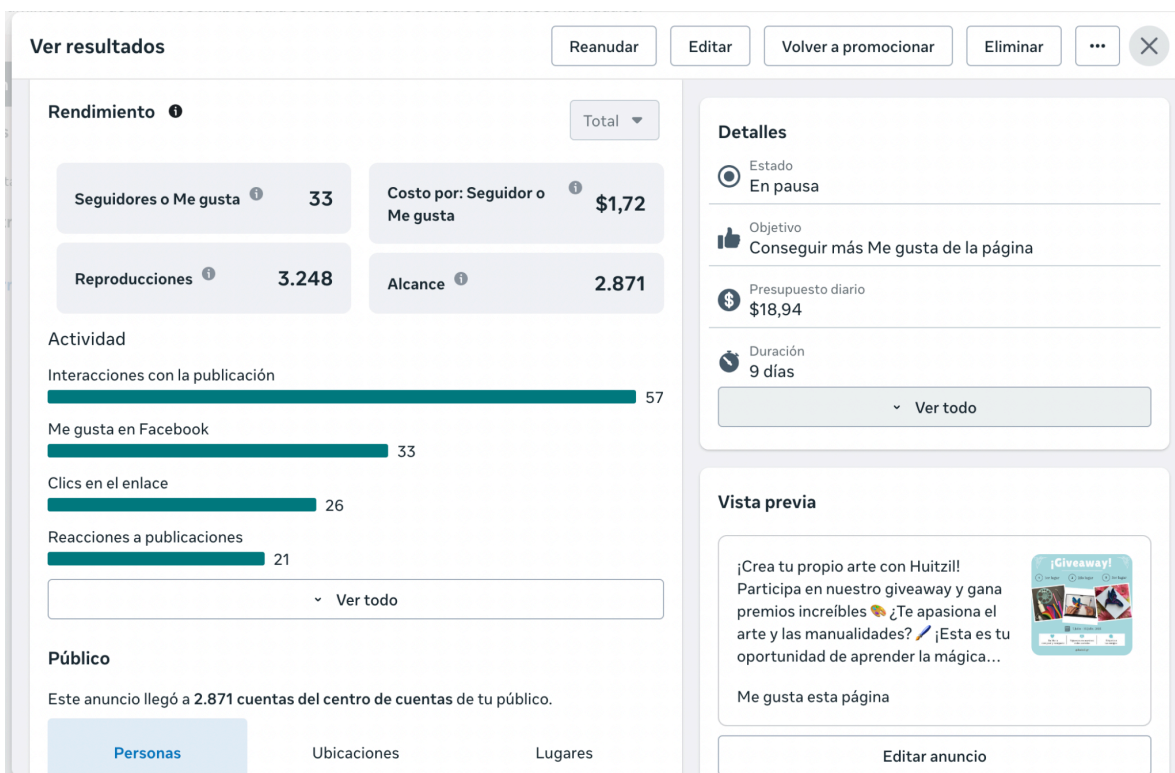 Ver resultados
Reanudar
Editar
Volver a promocionar
Eliminar
Rendimiento
Total
Seguidores o Me gusta
33
Costo por: Seguidor o
Me gusta
$1,72
Reproducciones
3.248
Alcance
2.871
Actividad
Interacciones con la publicación
57
Me gusta en Facebook
33
Clics en el enlace
26
Reacciones a publicaciones
21
Ver todo
Público
Este anuncio llegó a 2.871 cuentas del centro de cuentas de tu público.
Personas
Ubicaciones
Lugares
Detalles
Estado
En pausa
Objetivo
Conseguir más Me gusta de la página
Presupuesto diario
$18,94
Duración
9 días
Ver todo
Vista previa
¡Crea tu propio arte con Huitzil!
Participa en nuestro giveaway y gana
premios increíbles 🎨 ¿Te apasiona el
arte y las manualidades? 🖌️ ¡Esta es tu
oportunidad de aprender la mágica...
¡Giveaway!
Me gusta esta página
Editar anuncio